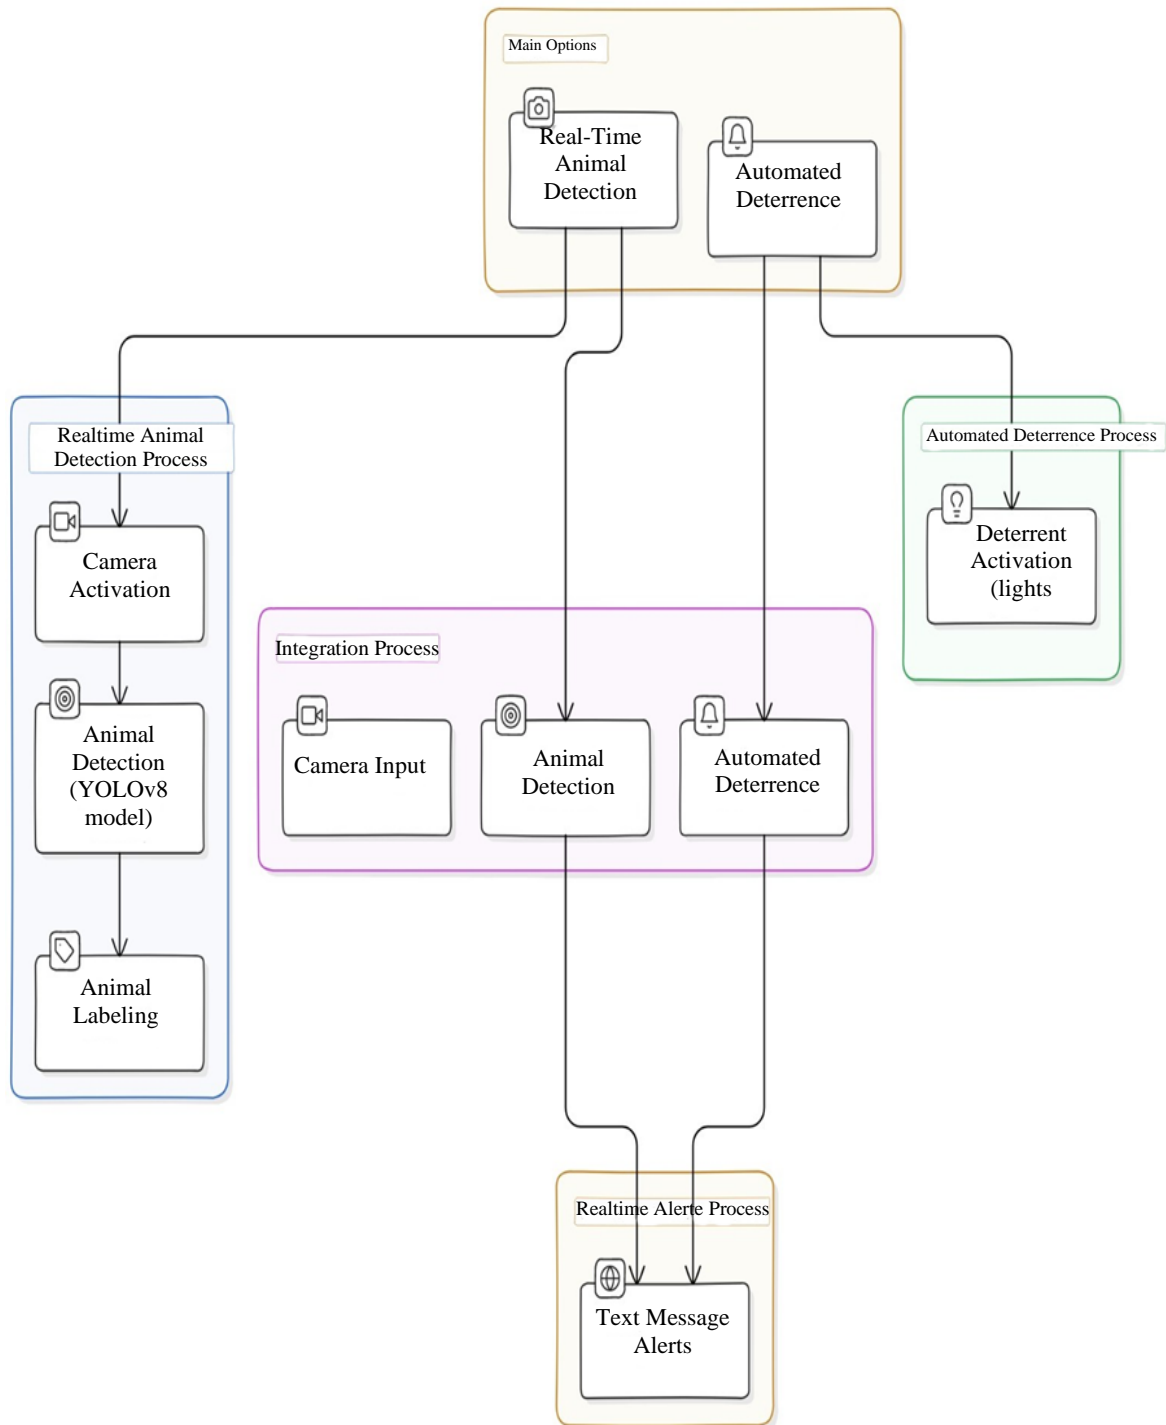 Main Options
Real-Time
Animal
Detection
Automated
Deterrence
Realtime Animal
Detection Process
Camera
Activation
Animal
Detection
(YOLOv8
model)
Animal
Labeling
Integration Process
Camera Input
Animal
Detection
Automated
Deterrence
Automated Deterrence Process
Deterrent
Activation
(lights
Realtime Alerte Process
Text Message
Alerts